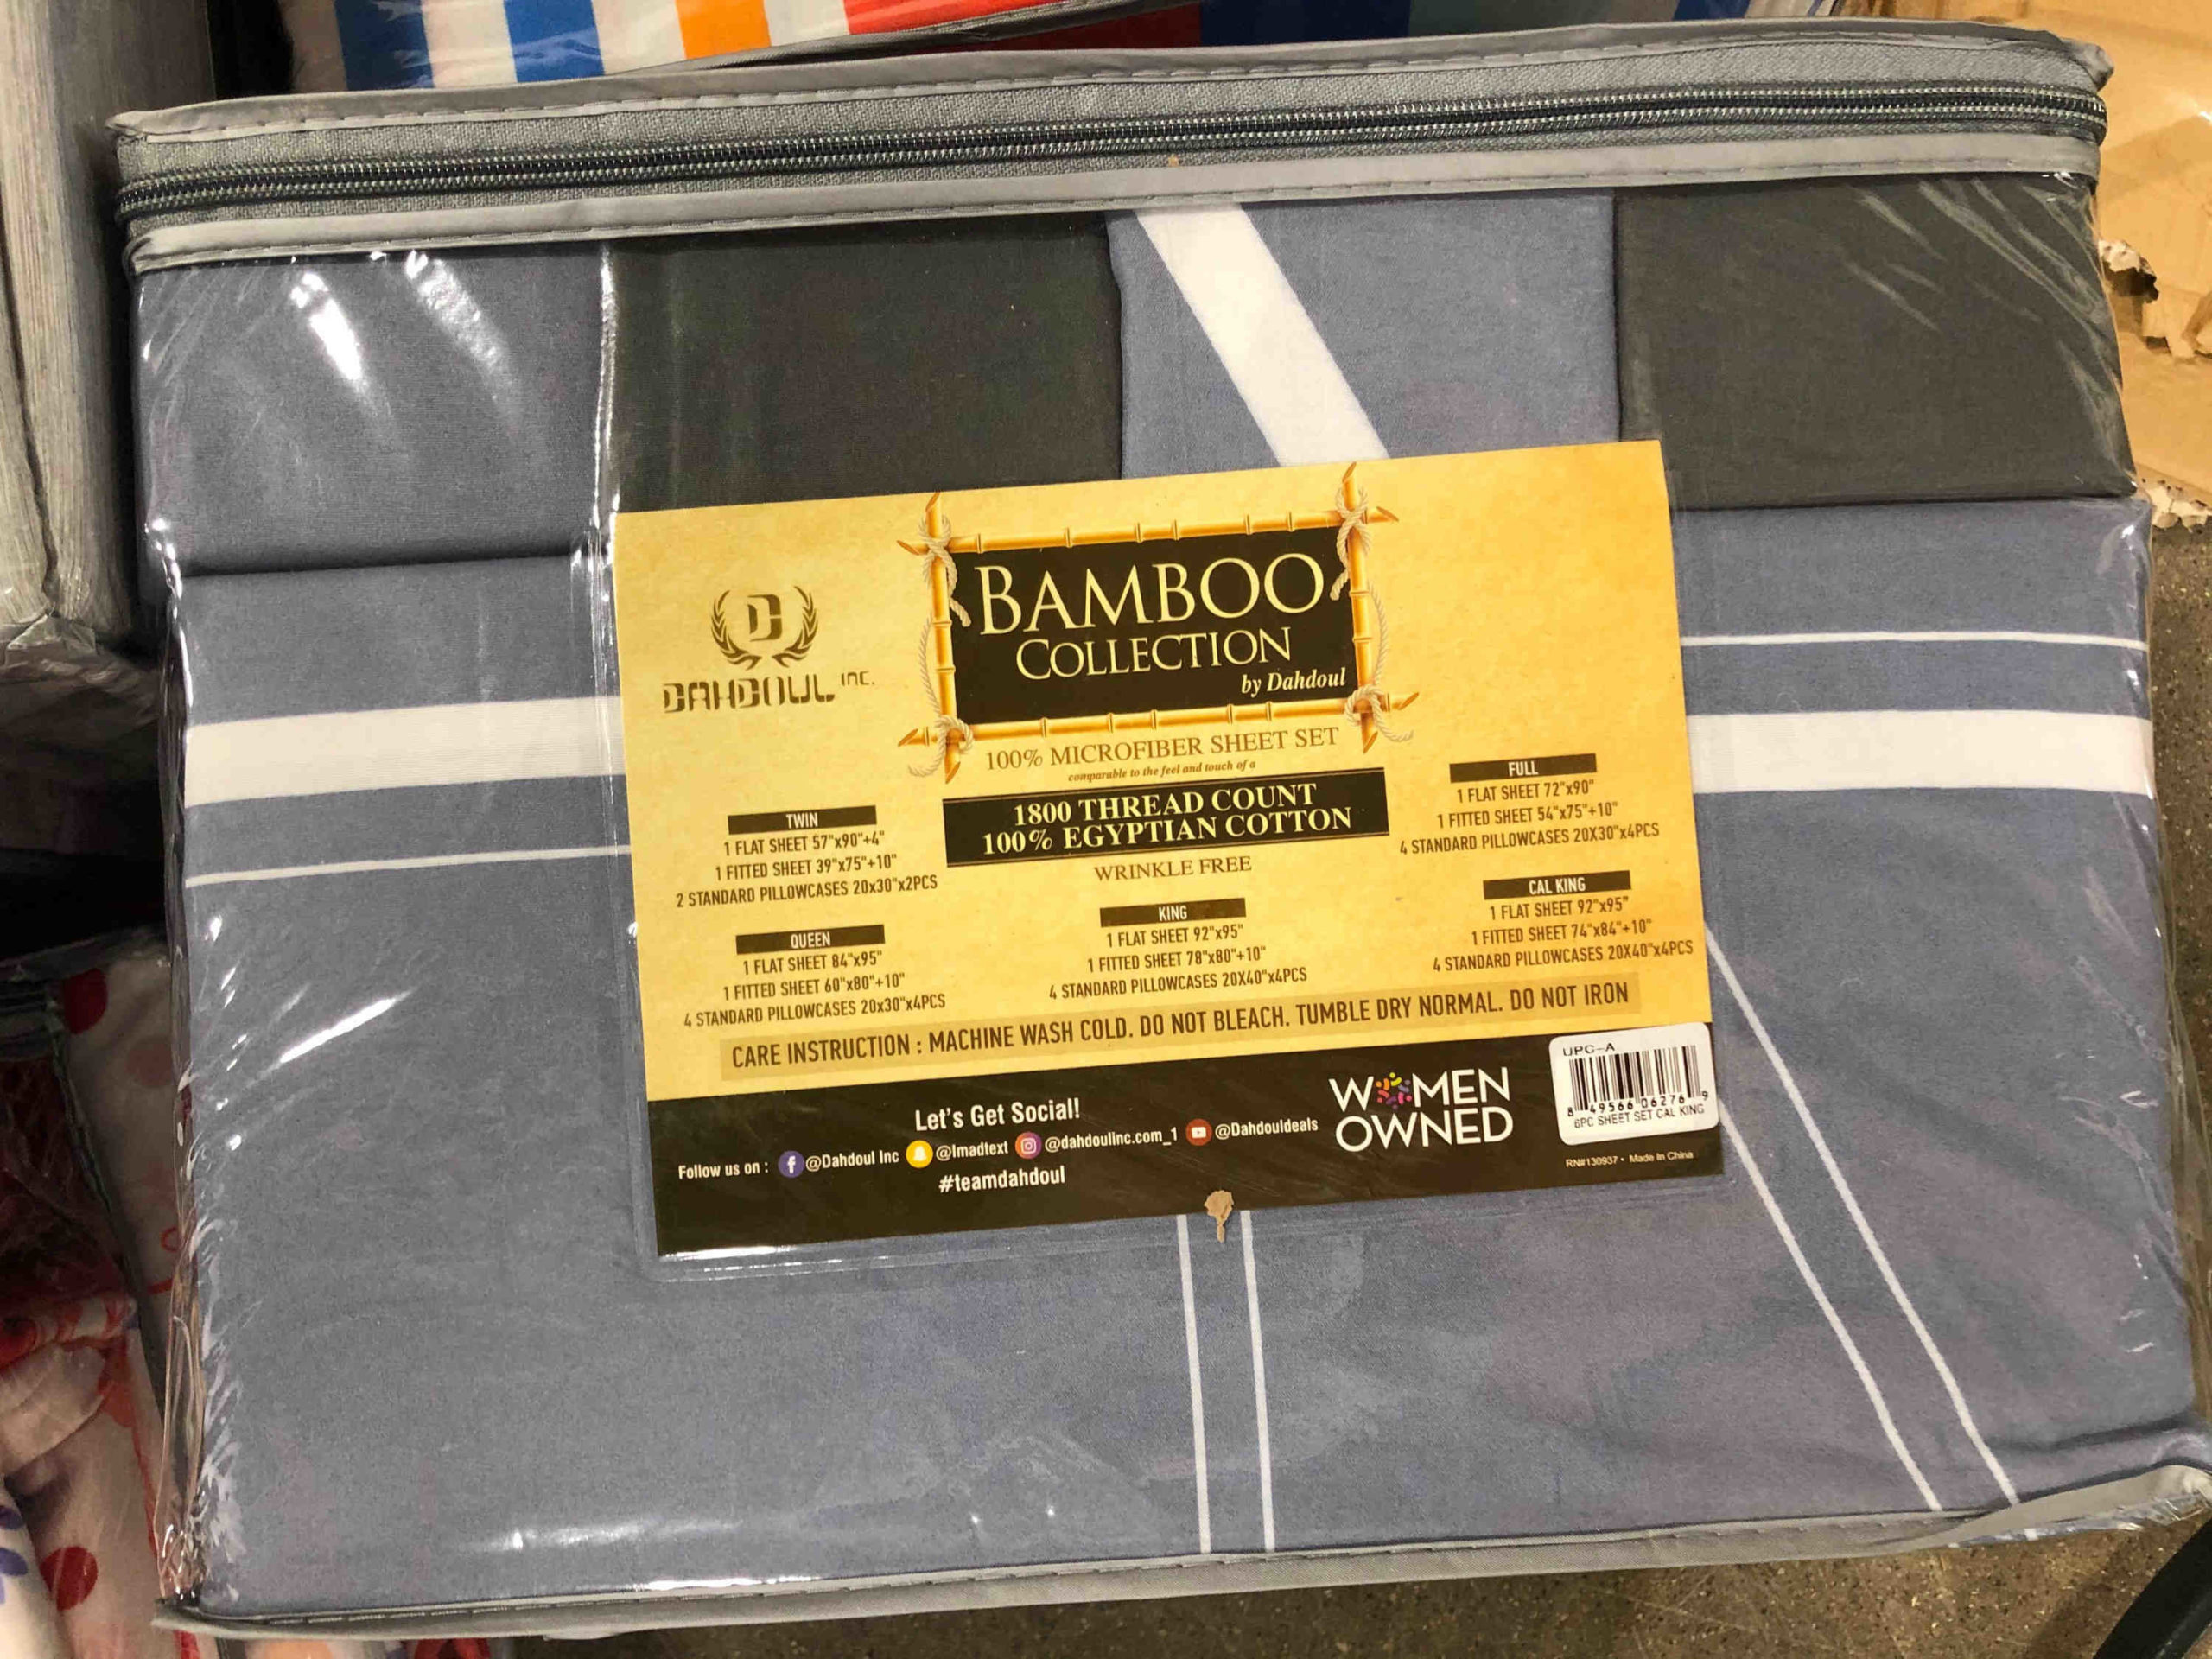 DAHDOUL INC.
BAMBOO
COLLECTION
by Dahdoul
100% MICROFIBER SHEET SET
comparable to the feel and touch of a
1800 THREAD COUNT
100% EGYPTIAN COTTON
WRINKLE FREE
TWIN
1 FLAT SHEET 57"x90"+4"
1 FITTED SHEET 39"x75"+10"
2 STANDARD PILLOWCASES 20x30"x2PCS
FULL
1 FLAT SHEET 72"x90"
1 FITTED SHEET 54"x75"+10"
4 STANDARD PILLOWCASES 20X30"x4PCS
QUEEN
1 FLAT SHEET 84"x95"
1 FITTED SHEET 60"x80"+10"
4 STANDARD PILLOWCASES 20x30"x4PCS
KING
1 FLAT SHEET 92"x95"
1 FITTED SHEET 78"x80"+10"
4 STANDARD PILLOWCASES 20X40"x4PCS
CAL KING
1 FLAT SHEET 92"x95"
1 FITTED SHEET 74"x84"+10"
4 STANDARD PILLOWCASES 20X40"x4PCS
CARE INSTRUCTION : MACHINE WASH COLD. DO NOT BLEACH. TUMBLE DRY NORMAL. DO NOT IRON
Let's Get Social!
Follow us on : @Dahdoul Inc @Imadtext @dahdoulinc.com_1 @Dahdouldeals
#teamdahdoul
WOMEN
OWNED
UPC-A
8 49566 06276 9
6PC SHEET SET CAL KING
RN#130937 • Made In China